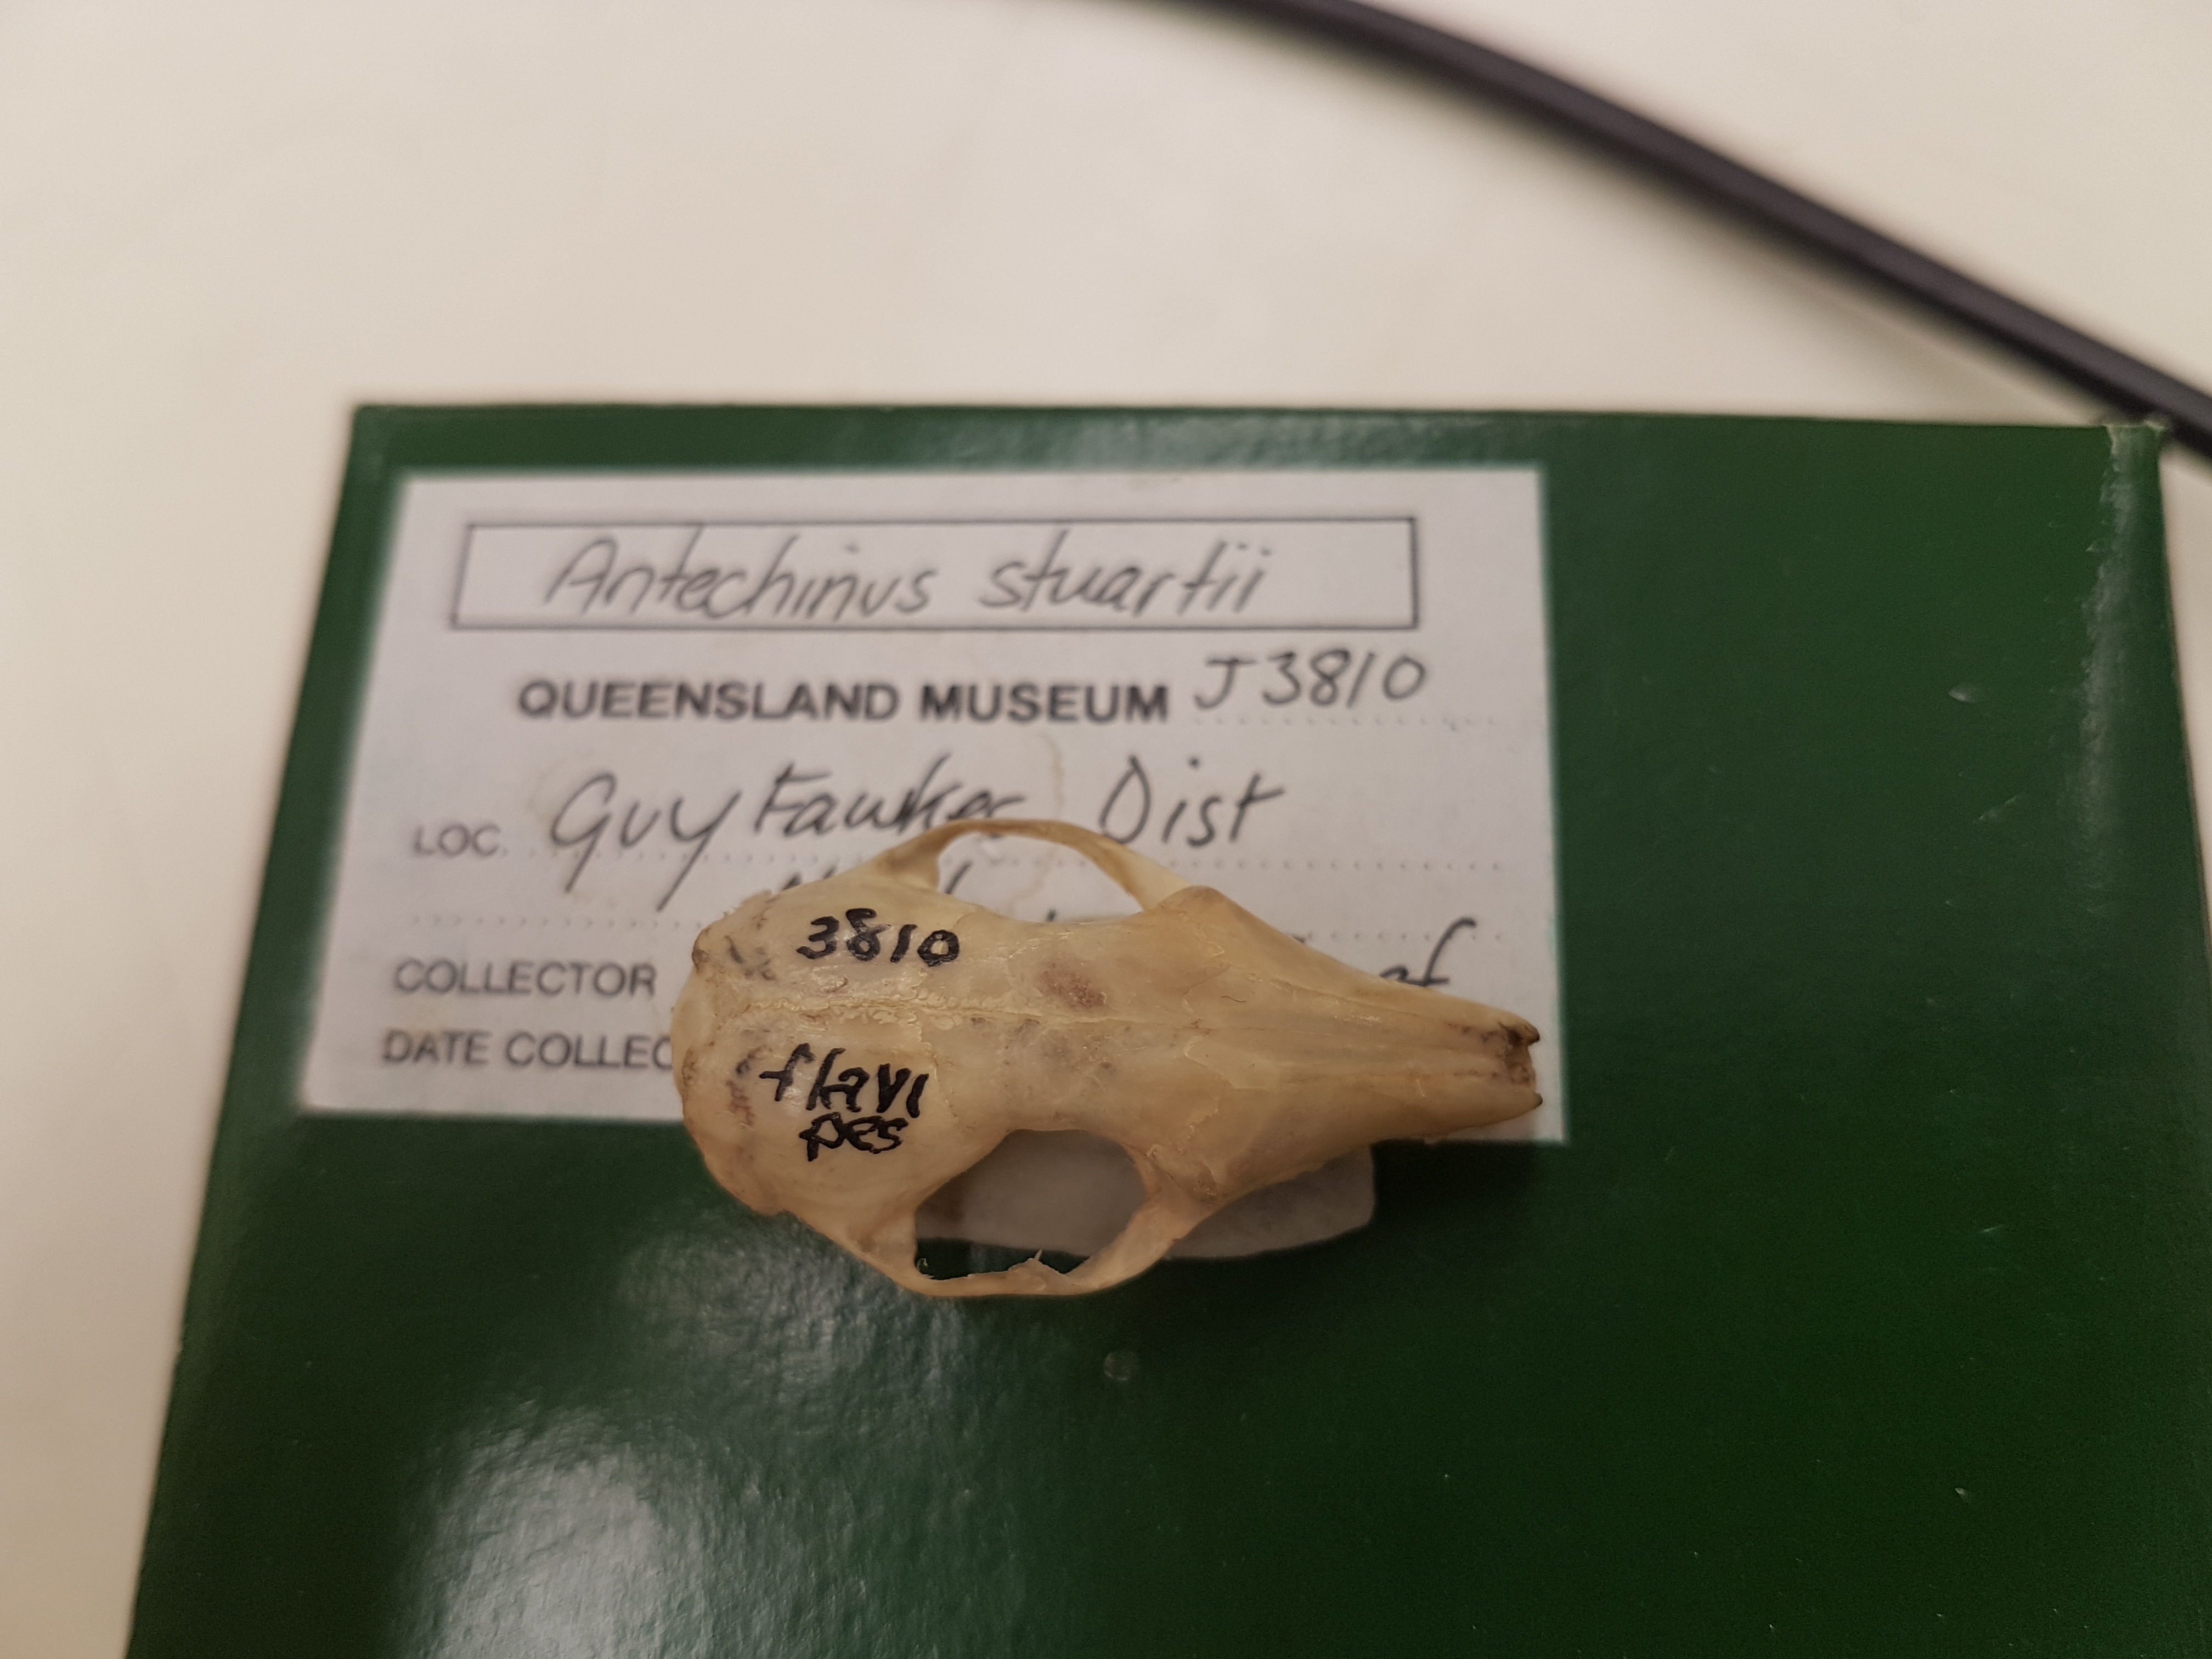 Antechinus stuartii
QUEENSLAND MUSEUM J3810
LOC. Guy Fawkes Dist
COLLECTOR
DATE COLLEC
3810
flavi
pes